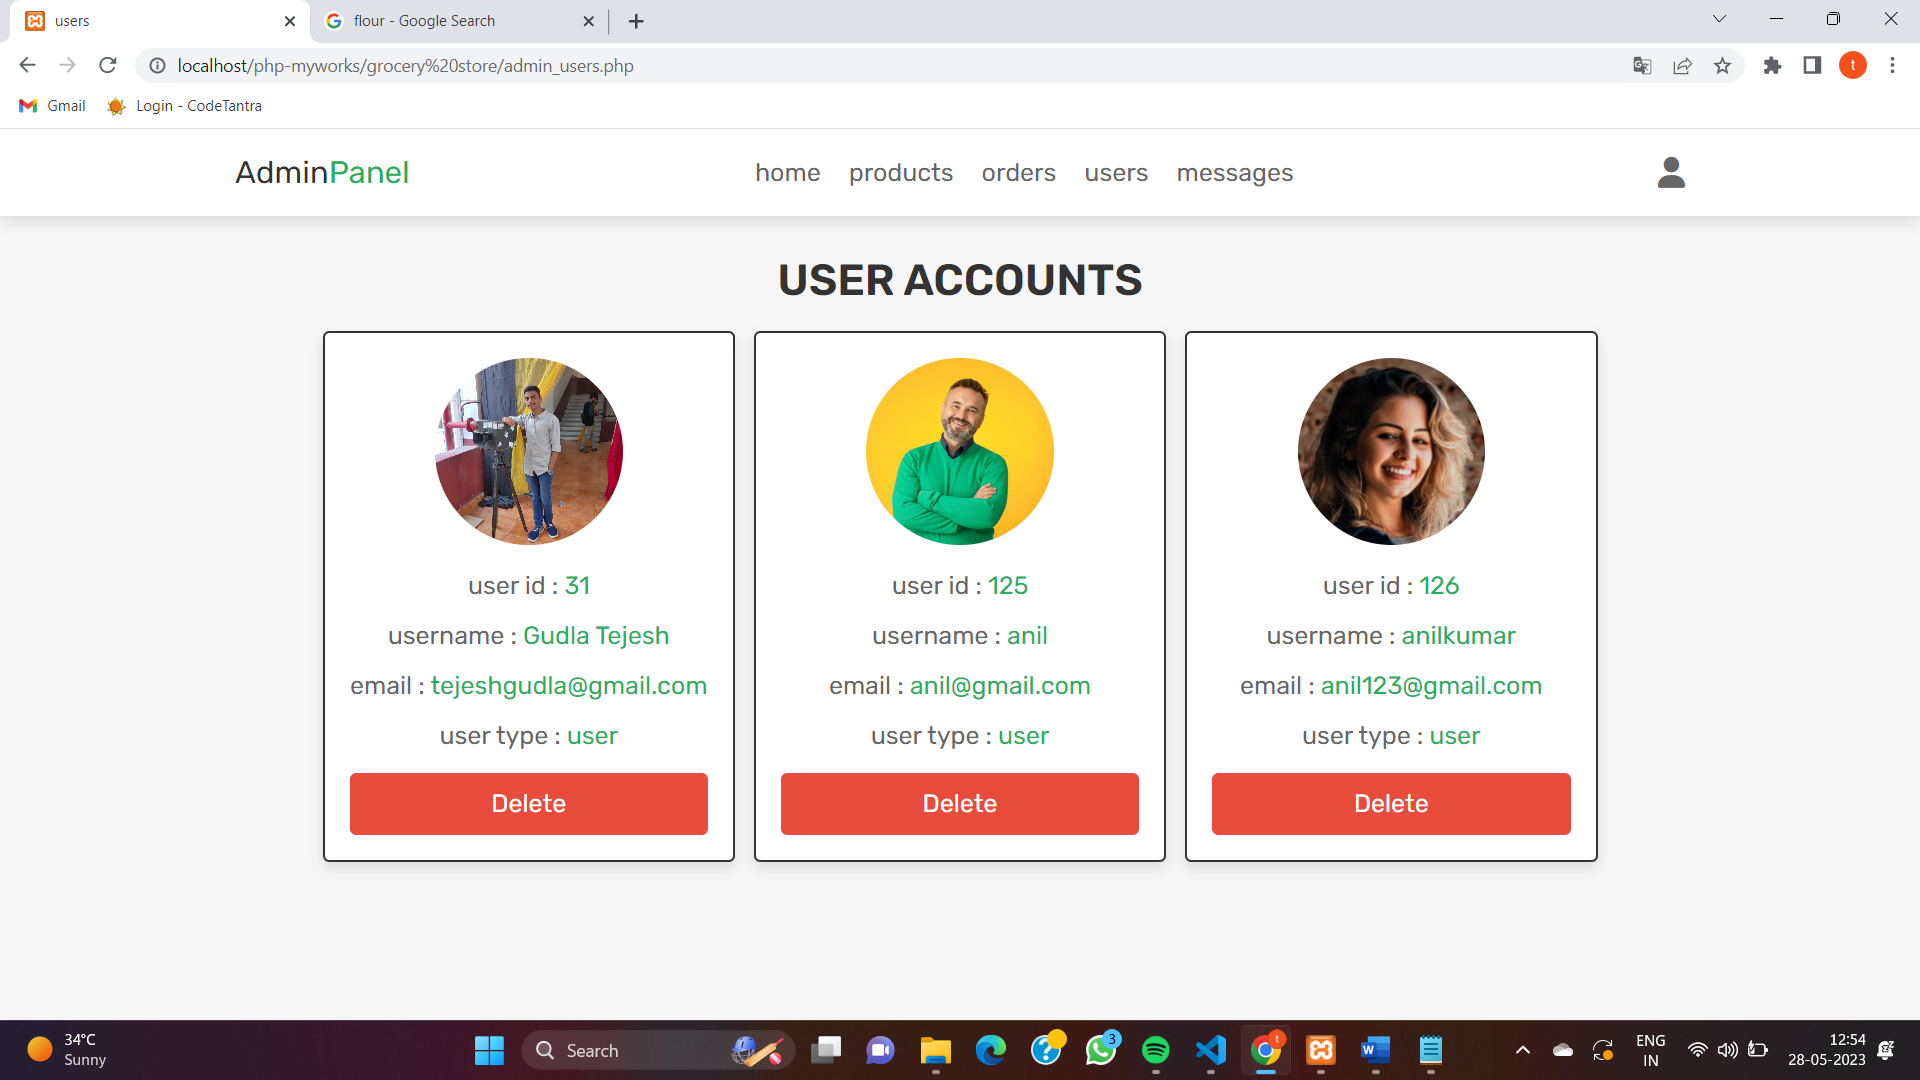 users
flour - Google Search
localhost/php-myworks/grocery%20store/admin_users.php
t
Gmail
Login - CodeTantra
AdminPanel
home products orders users messages
USER ACCOUNTS
user id : 31
username : Gudla Tejesh
email : tejeshgudla@gmail.com
user type : user
Delete
user id : 125
username : anil
email : anil@gmail.com
user type : user
Delete
user id : 126
username : anilkumar
email : anil123@gmail.com
user type : user
Delete
34°C
Sunny
Search
3
t
ENG
IN
12:54
28-05-2023